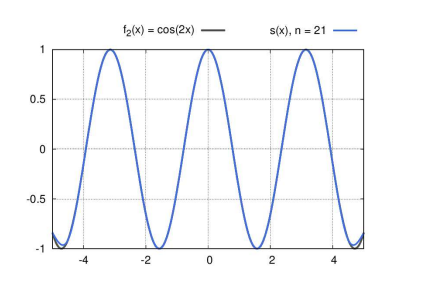 f2(x) = cos(2x) s(x), n = 21
1
0.5
0
-0.5
-1
-4 -2 0 2 4